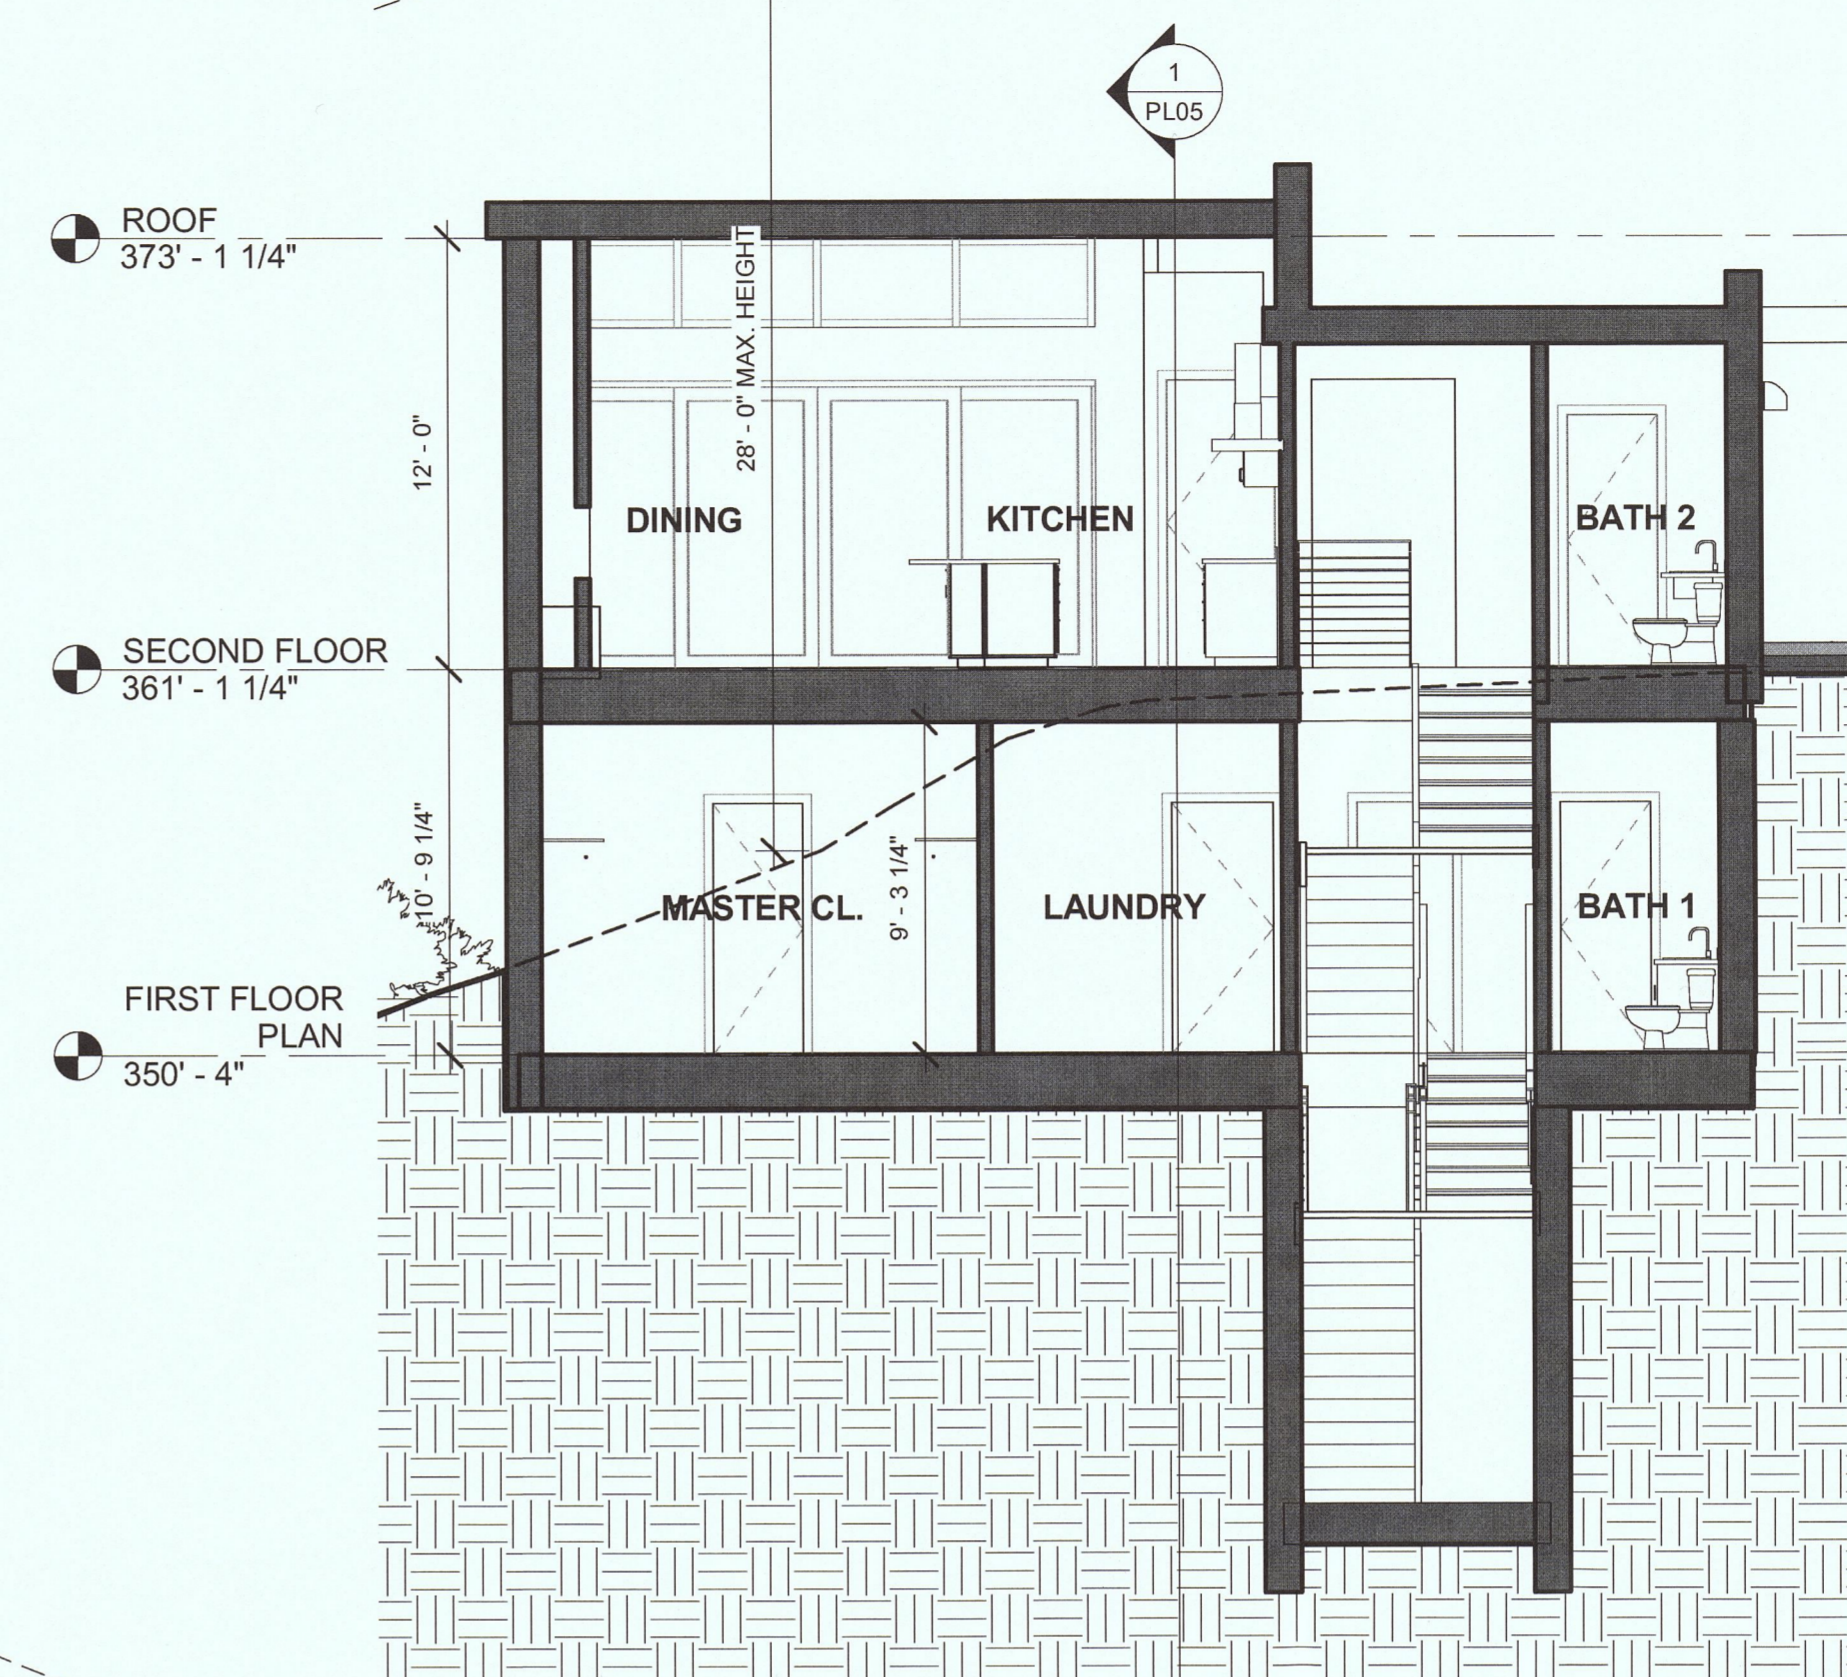 1
PL05
ROOF
373' - 1 1/4"
28' - 0" MAX. HEIGHT
12' - 0"
DINING
KITCHEN
BATH 2
SECOND FLOOR
361' - 1 1/4"
10' - 9 1/4"
9' - 3 1/4"
MASTER CL.
LAUNDRY
BATH 1
FIRST FLOOR
PLAN
350' - 4"